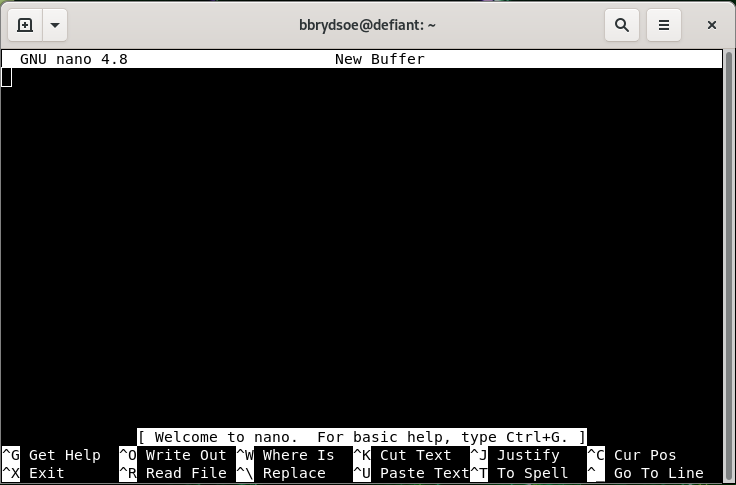 bbrydsoe@defiant: ~
GNU nano 4.8 New Buffer
[ Welcome to nano.  For basic help, type Ctrl+G. ]
^G Get Help ^O Write Out ^W Where Is ^K Cut Text ^J Justify ^C Cur Pos
^X Exit ^R Read File ^\ Replace ^U Paste Text ^T To Spell ^_ Go To Line